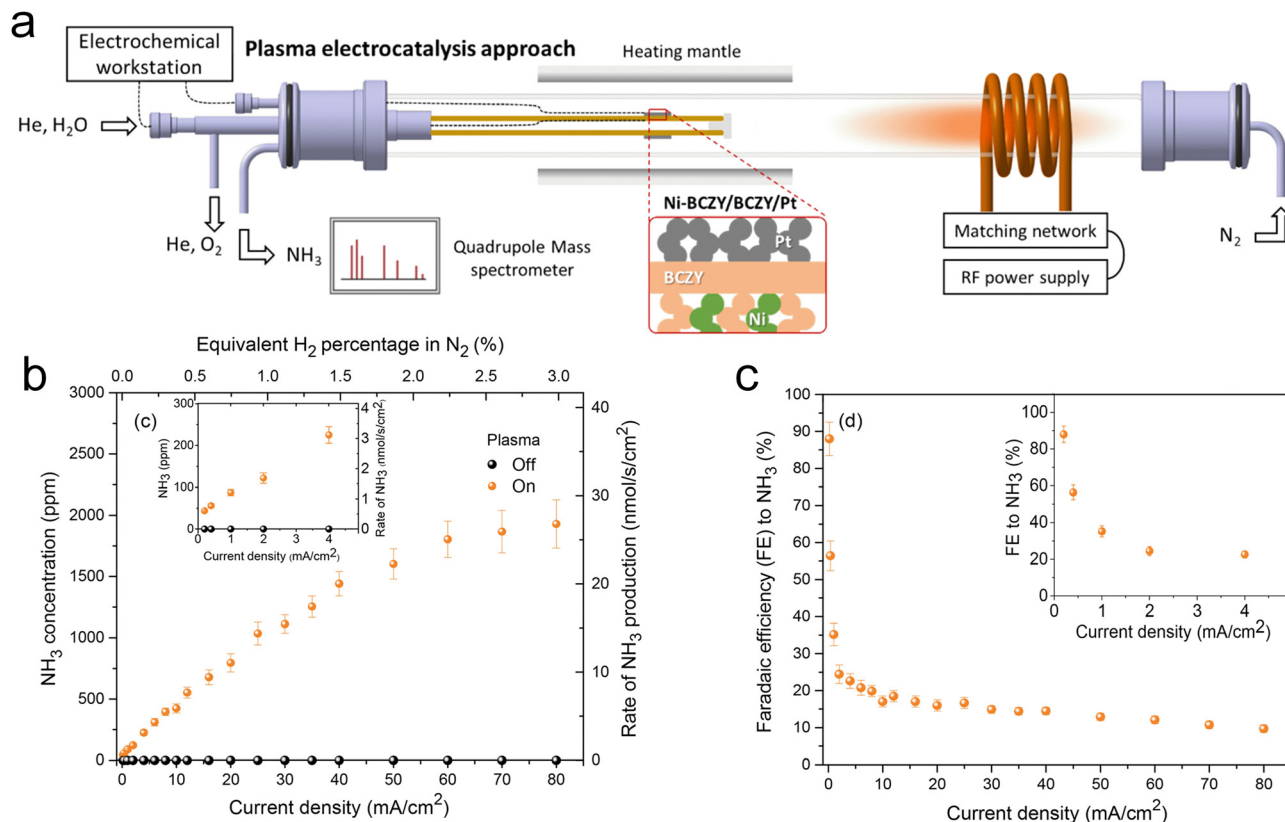 a
Electrochemical
workstation
Plasma electrocatalysis approach
Heating mantle
He, H2O
He, O2
NH3
Quadrupole Mass
spectrometer
Ni-BCZY/BCZY/Pt
Pt
BCZY
Ni
Matching network
RF power supply
N2
b
Equivalent H2 percentage in N2 (%)
0.0 0.5 1.0 1.5 2.0 2.5 3.0
(c)
3000
2500
2000
1750
1500
1250
1000
500
0
NH3 concentration (ppm)
40
30
20
10
0
Rate of NH3 production (nmol/s/cm2)
0 10 20 30 40 50 60 70 80
Current density (mA/cm2)
Plasma
Off
On
300
200
100
0
NH3 (ppm)
4
3
2
1
0
Rate of NH3 (nmol/s/cm2)
0 1 2 3 4
Current density (mA/cm2)
c
(d)
100
90
80
70
60
50
40
30
20
10
0
Faradaic efficiency (FE) to NH3 (%)
0 10 20 30 40 50 60 70 80
Current density (mA/cm2)
100
80
60
40
20
0
FE to NH3 (%)
0 1 2 3 4
Current density (mA/cm2)